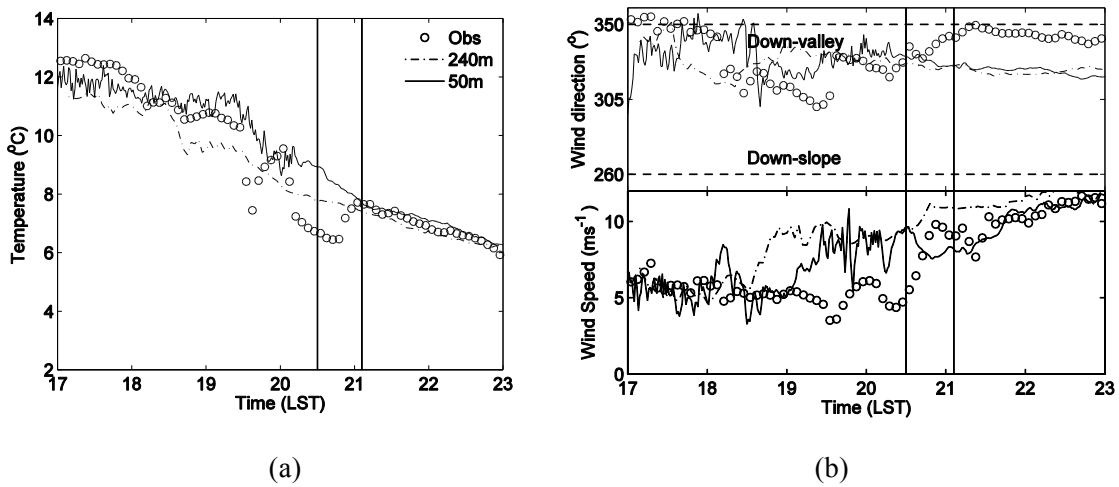 14
12
10
8
6
4
2
Temperature (⁰C)
Obs
240m
50m
17 18 19 20 21 22 23
Time (LST)
(a)
350
305
260
Wind direction (⁰)
Down-valley
Down-slope
10
5
0
Wind Speed (ms⁻¹)
17 18 19 20 21 22 23
Time (LST)
(b)